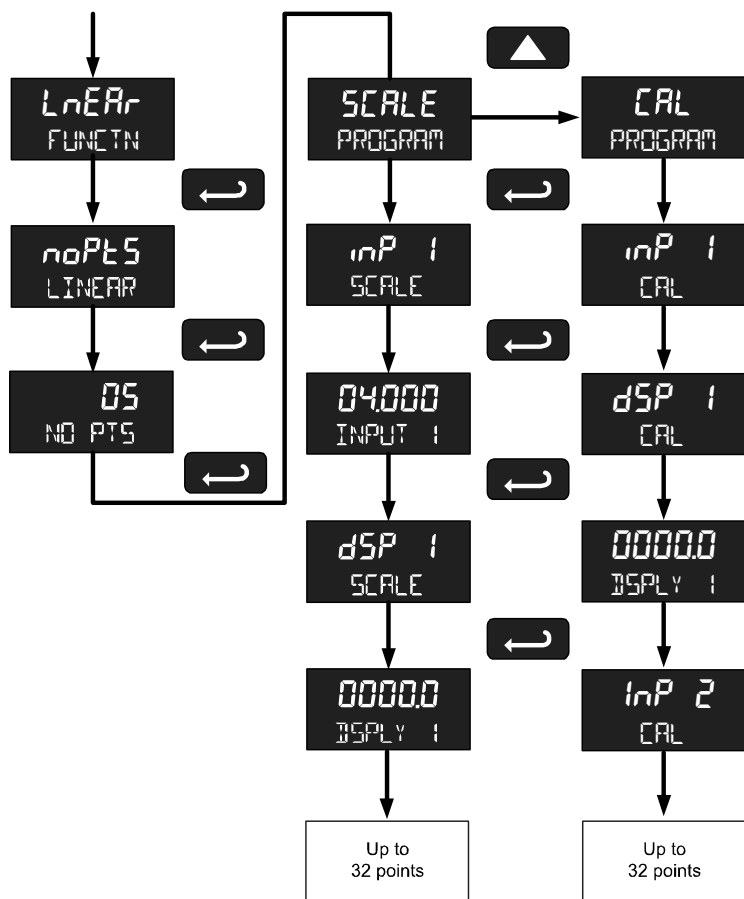 LnEAr
FUNCTN
noPtS
LINEAR
05
NO PTS
SCALE
PROGRAM
inP 1
SCALE
04.000
INPUT 1
dSP 1
SCALE
0000.0
DSPLY 1
Up to
32 points
CAL
PROGRAM
inP 1
CAL
dSP 1
CAL
0000.0
DSPLY 1
InP 2
CAL
Up to
32 points